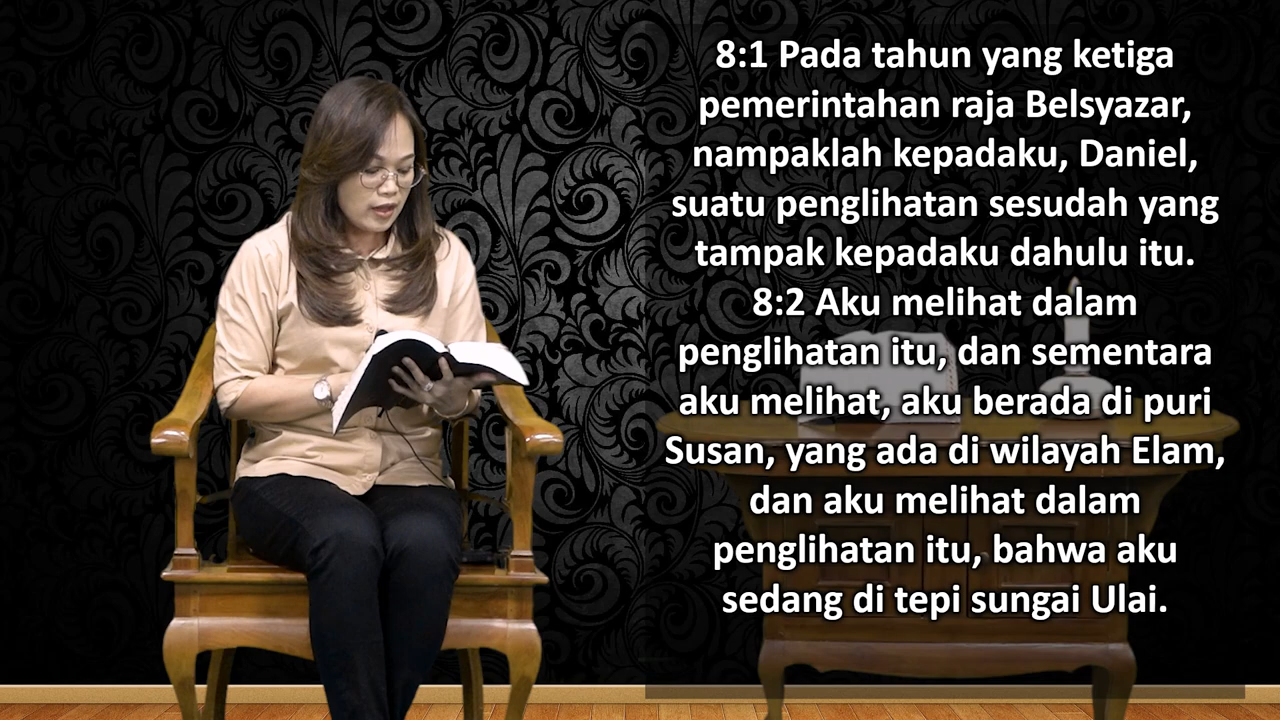 8:1 Pada tahun yang ketiga
pemerintahan raja Belsyazar,
nampaklah kepadaku, Daniel,
suatu penglihatan sesudah yang
tampak kepadaku dahulu itu.
8:2 Aku melihat dalam
penglihatan itu, dan sementara
aku melihat, aku berada di puri
Susan, yang ada di wilayah Elam,
dan aku melihat dalam
penglihatan itu, bahwa aku
sedang di tepi sungai Ulai.